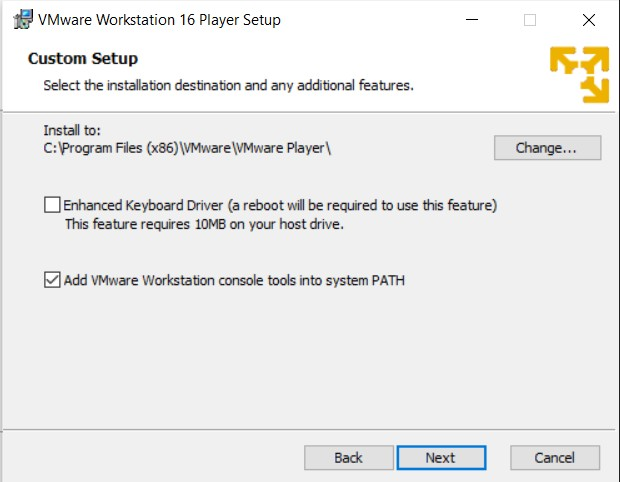 VMware Workstation 16 Player Setup
Custom Setup
Select the installation destination and any additional features.
Install to:
C:\Program Files (x86)\VMware\VMware Player\
Change...
Enhanced Keyboard Driver (a reboot will be required to use this feature)
This feature requires 10MB on your host drive.
Add VMware Workstation console tools into system PATH
Back
Next
Cancel